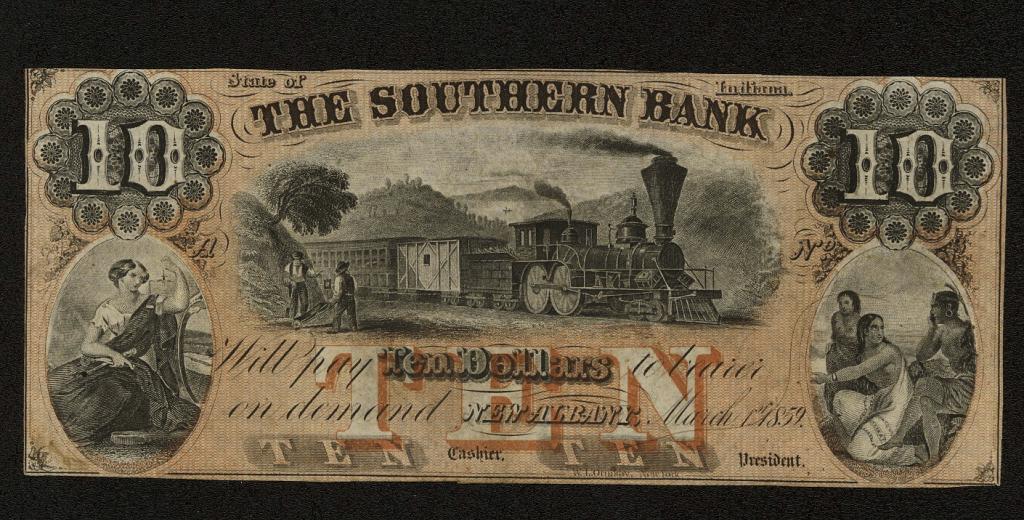 State of Indiana.
THE SOUTHERN BANK
10 10
A No
Will pay Ten Dollars to bearer
on demand NEW ALBANY, March 1st 1859.
TEN
TEN Cashier. TEN President.